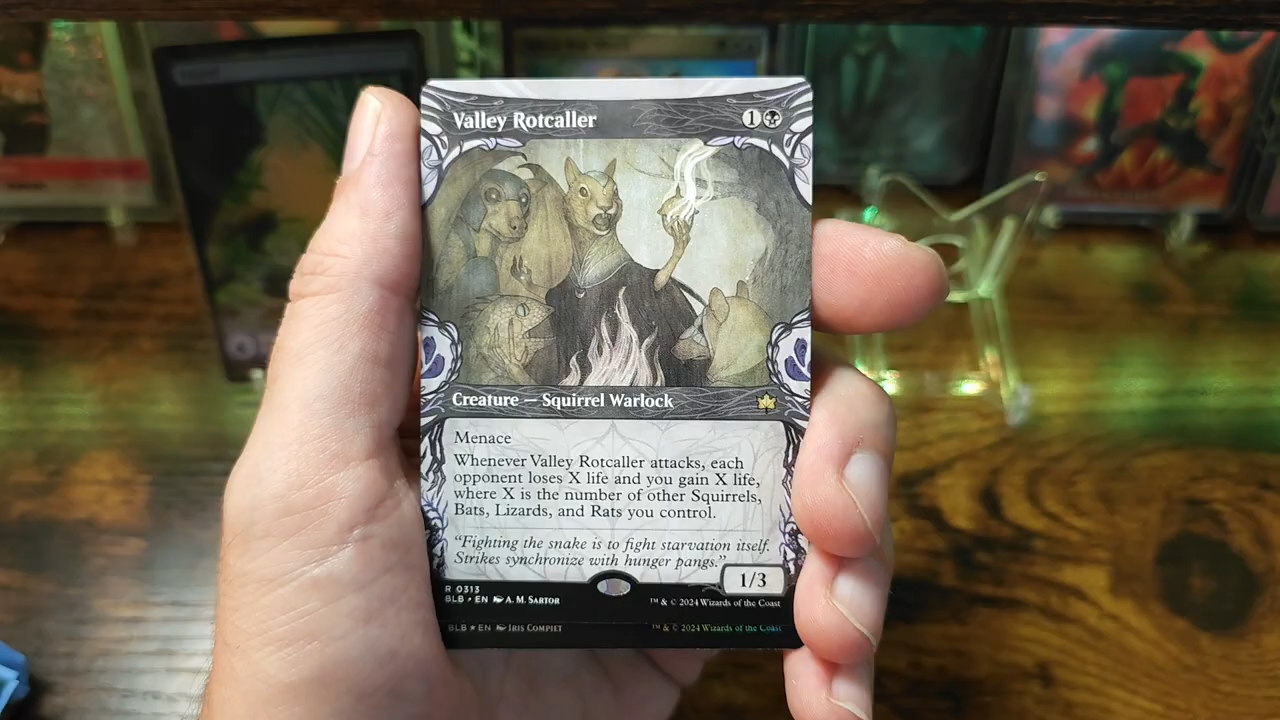 Valley Rotcaller 1
Creature — Squirrel Warlock
Menace
Whenever Valley Rotcaller attacks, each
opponent loses X life and you gain X life,
where X is the number of other Squirrels,
Bats, Lizards, and Rats you control.
“Fighting the snake is to fight starvation itself.
Strikes synchronize with hunger pangs.”
1/3
R 0313
BLB • EN A. M. Sartor ™ & © 2024 Wizards of the Coast
BLB ★ EN Iris Compiet ™ & © 2024 Wizards of the Coast